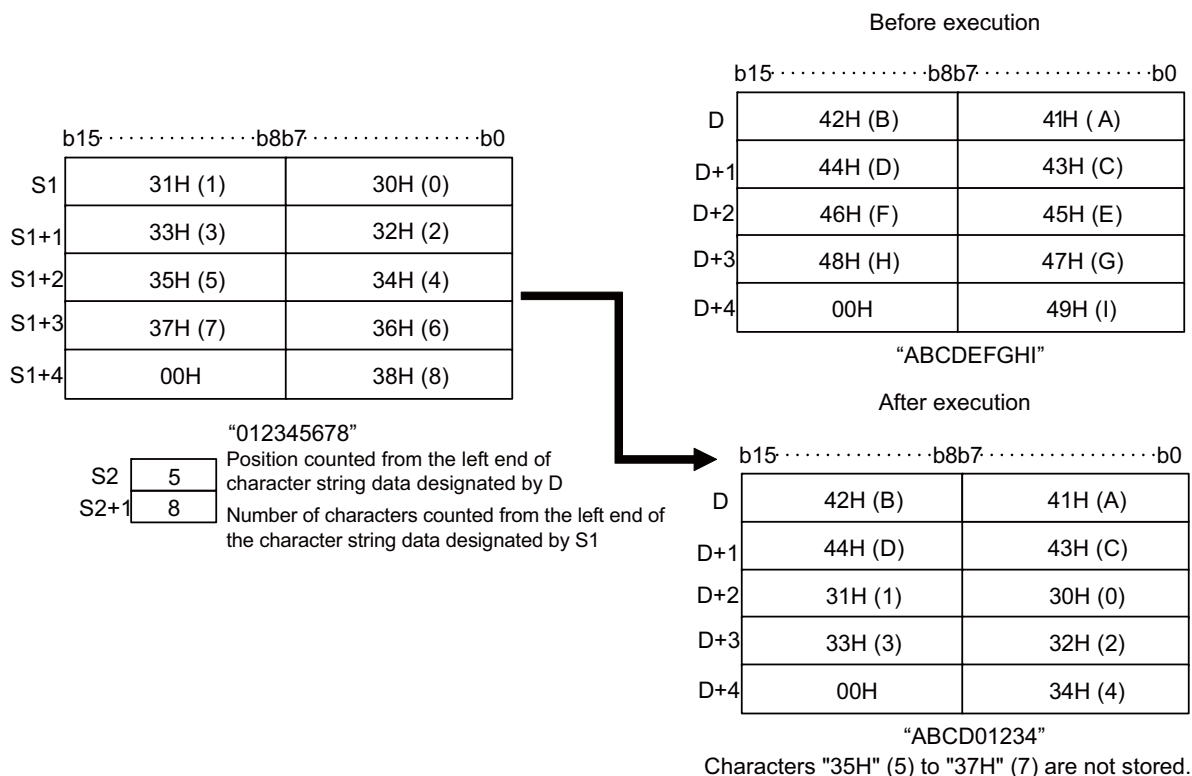 Before execution
b15 ··············· b8b7 ················· b0
D 42H (B) 41H ( A)
D+1 44H (D) 43H (C)
D+2 46H (F) 45H (E)
D+3 48H (H) 47H (G)
D+4 00H 49H (I)
“ABCDEFGHI”
b15 ··············· b8b7 ················· b0
S1 31H (1) 30H (0)
S1+1 33H (3) 32H (2)
S1+2 35H (5) 34H (4)
S1+3 37H (7) 36H (6)
S1+4 00H 38H (8)
“012345678”
S2 5 Position counted from the left end of
character string data designated by D
S2+1 8 Number of characters counted from the left end of
the character string data designated by S1
After execution
b15 ··············· b8b7 ················· b0
D 42H (B) 41H (A)
D+1 44H (D) 43H (C)
D+2 31H (1) 30H (0)
D+3 33H (3) 32H (2)
D+4 00H 34H (4)
“ABCD01234”
Characters "35H" (5) to "37H" (7) are not stored.